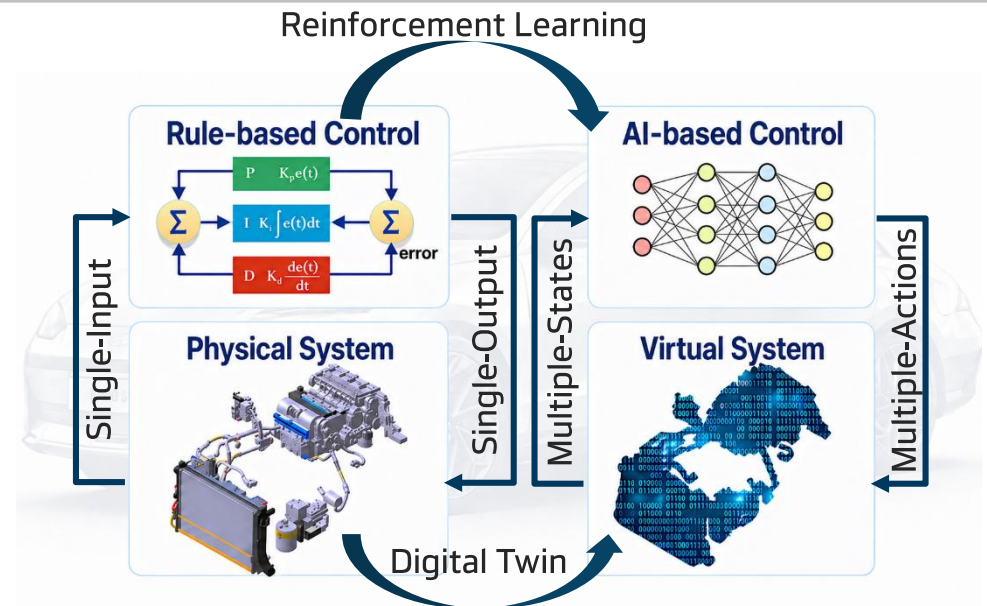 Reinforcement Learning
Rule-based Control
P K_p e(t)
Σ
I K_i ∫ e(t)dt
Σ
error
D K_d de(t)/dt
AI-based Control
Single-Input
Single-Output
Multiple-States
Multiple-Actions
Physical System
Virtual System
Digital Twin